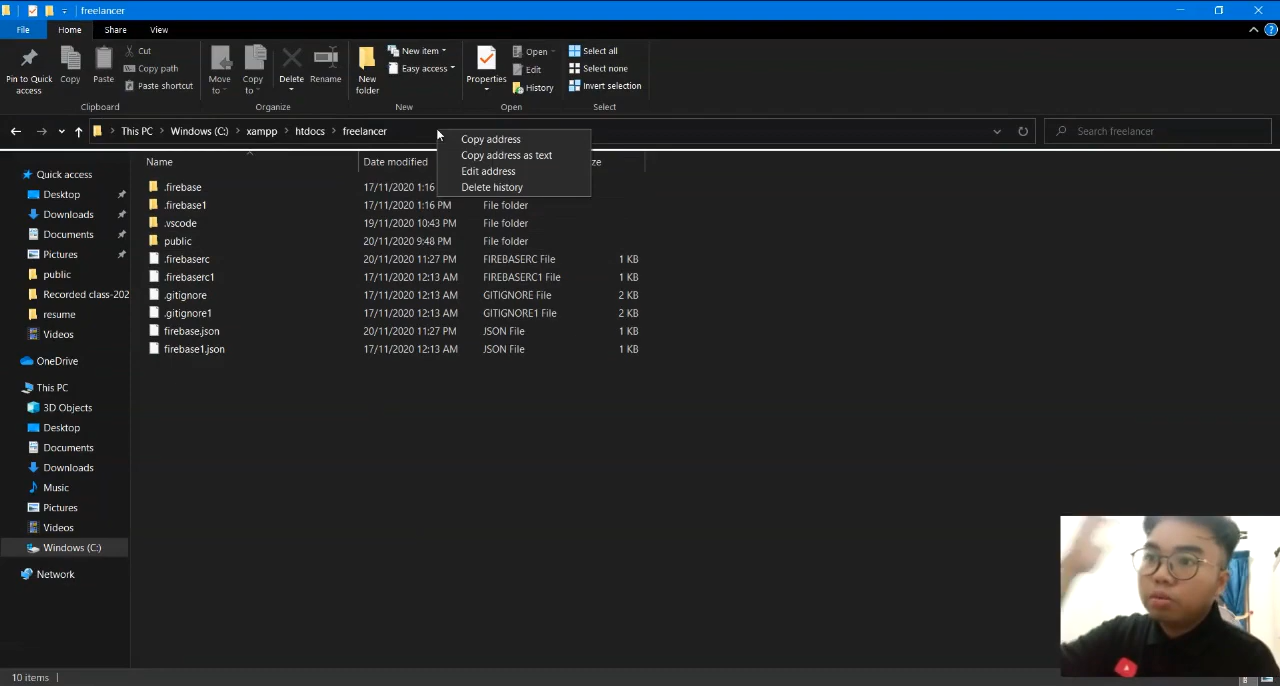 freelancer
File Home Share View
Pin to Quick access
Copy
Paste
Cut
Copy path
Paste shortcut
Clipboard
Move to
Copy to
Delete
Rename
Organize
New folder
New item
Easy access
New
Properties
Open
Edit
History
Open
Select all
Select none
Invert selection
Select
This PC > Windows (C:) > xampp > htdocs > freelancer
Search freelancer
Copy address
Copy address as text
Edit address
Delete history
Name Date modified ze
.firebase 17/11/2020 1:16
.firebase1 17/11/2020 1:16 PM File folder
.vscode 19/11/2020 10:43 PM File folder
public 20/11/2020 9:48 PM File folder
.firebaserc 20/11/2020 11:27 PM FIREBASERC File 1 KB
.firebaserc1 17/11/2020 12:13 AM FIREBASERC1 File 1 KB
.gitignore 17/11/2020 12:13 AM GITIGNORE File 2 KB
.gitignore1 17/11/2020 12:13 AM GITIGNORE1 File 2 KB
firebase.json 20/11/2020 11:27 PM JSON File 1 KB
firebase1.json 17/11/2020 12:13 AM JSON File 1 KB
Quick access
Desktop
Downloads
Documents
Pictures
public
Recorded class-202
resume
Videos
OneDrive
This PC
3D Objects
Desktop
Documents
Downloads
Music
Pictures
Videos
Windows (C:)
Network
10 items